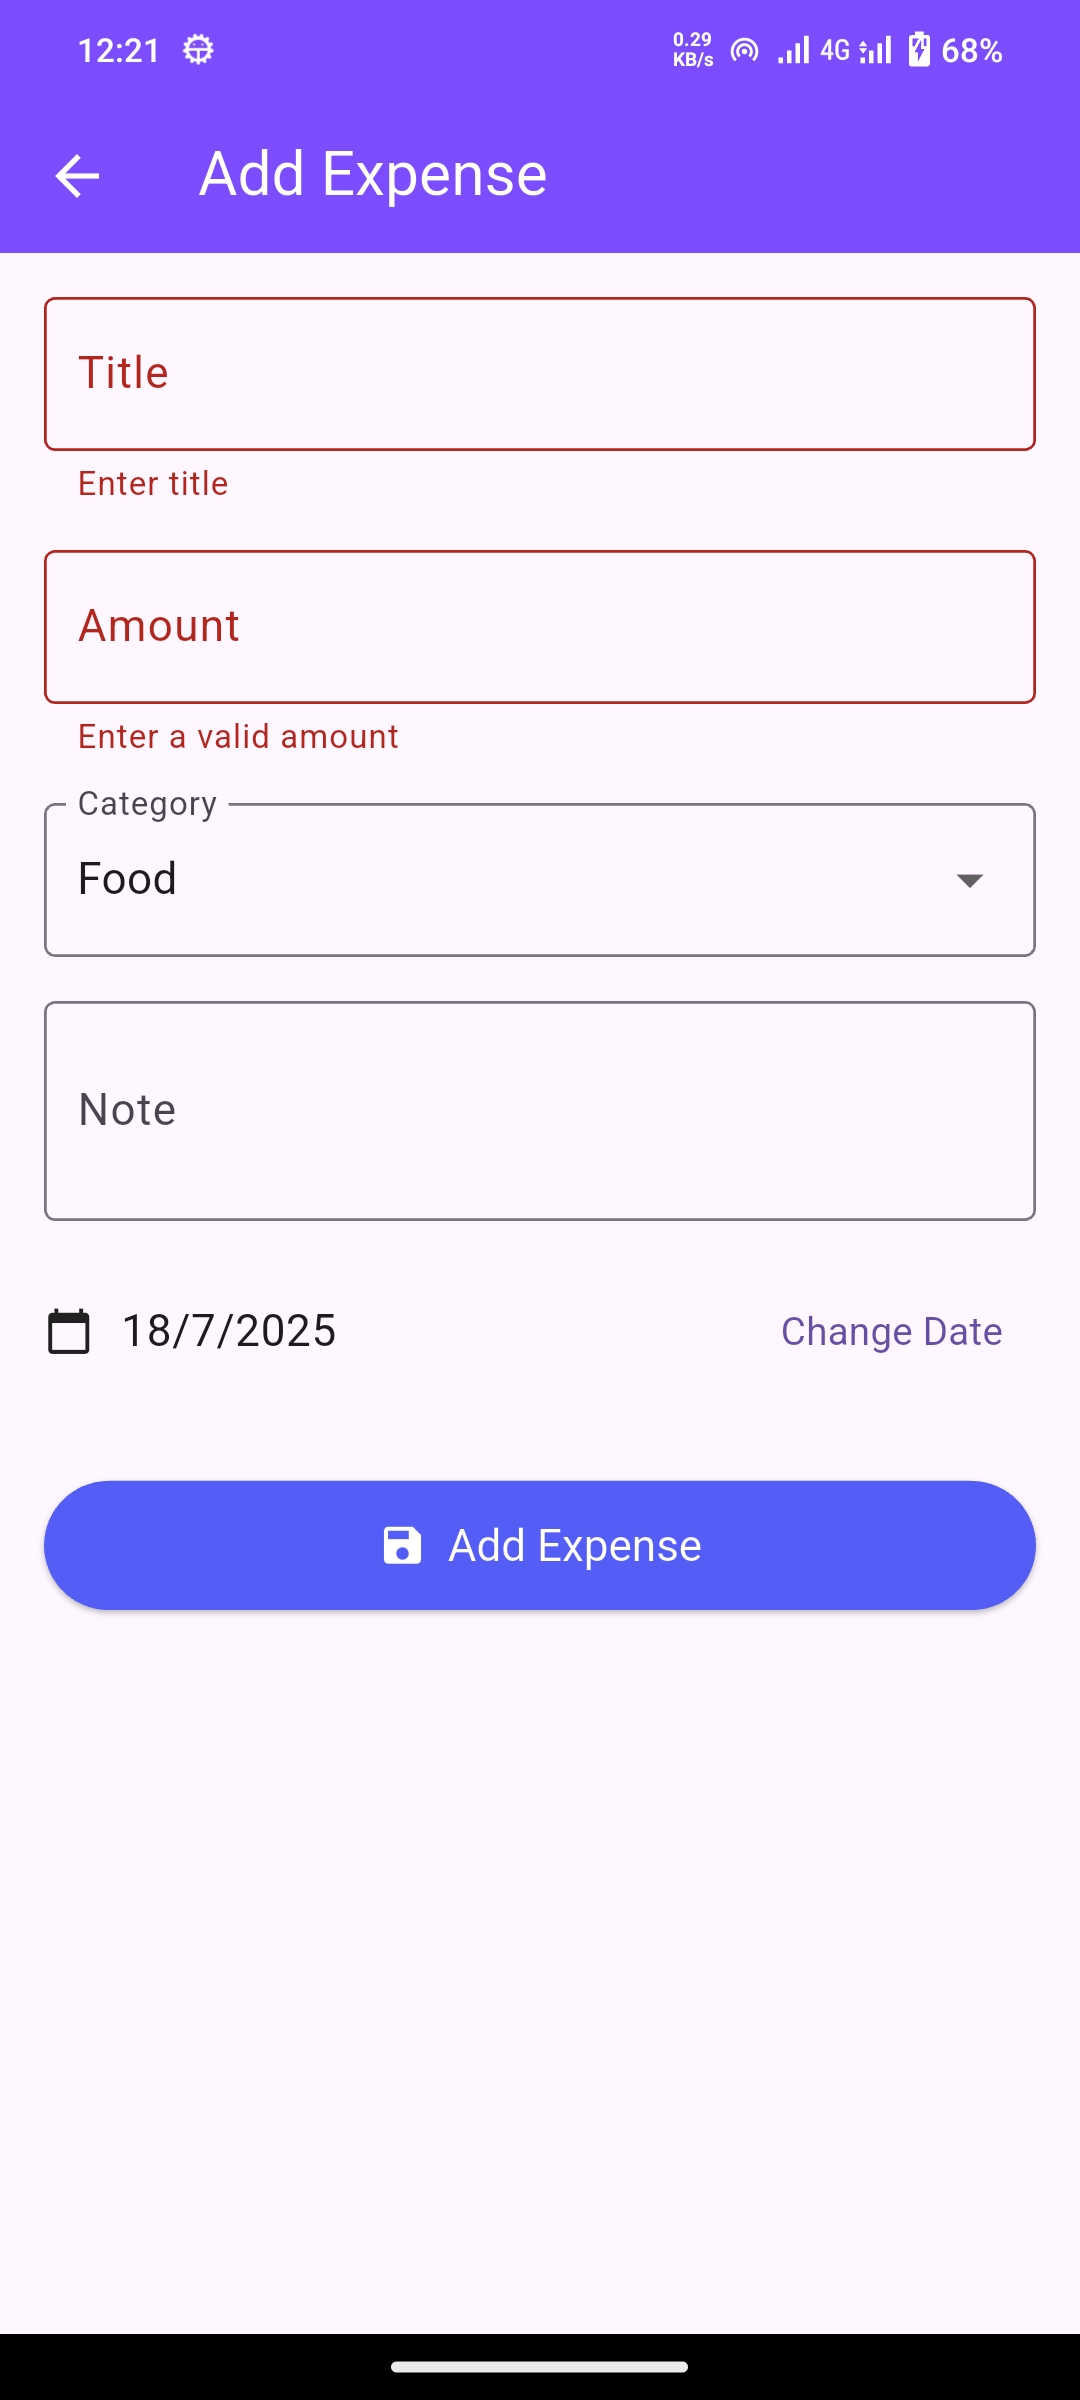 12:21
0.29
KB/s
4G
68%
Add Expense
Title
Enter title
Amount
Enter a valid amount
Category
Food
Note
18/7/2025 Change Date
Add Expense